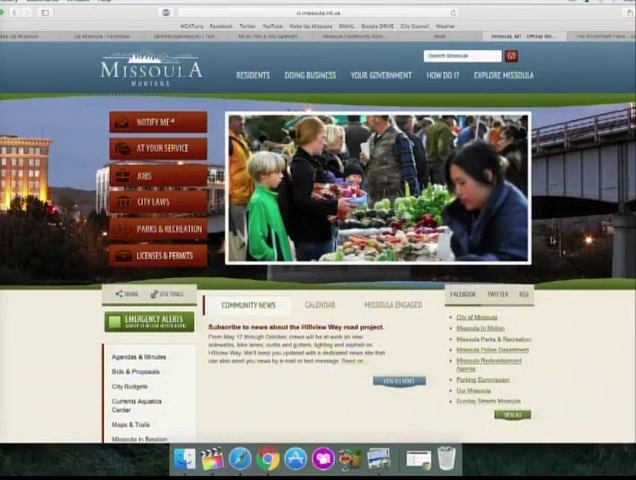 ci.missoula.mt.us
MCAT.org Facebook Twitter YouTube Wake Up Missoula GMAIL Google DRIVE City Council Weather
Search Missoula GO
MISSOULA
MONTANA
RESIDENTS DOING BUSINESS YOUR GOVERNMENT HOW DO I? EXPLORE MISSOULA
NOTIFY ME®
AT YOUR SERVICE
JOBS
CITY LAWS
PARKS & RECREATION
LICENSES & PERMITS
SHARE SITE TOOLS
EMERGENCY ALERTS
COMMUNITY NEWS CALENDAR MISSOULA ENGAGED
FACEBOOK TWITTER RSS
Subscribe to news about the Hillview Way road project.
From May 17 through October, crews will be at work on new
sidewalks, bike lanes, curbs and gutters, lighting and asphalt on
Hillview Way. We'll keep you updated with a dedicated news site that
can also send you news by e-mail or text message. Read on...
VIEW ALL NEWS
Agendas & Minutes
Bids & Proposals
City Budgets
Currents Aquatics
Center
Maps & Trails
Missoula In Session
City of Missoula
Missoula In Motion
Missoula Parks & Recreation
Missoula Police Department
Missoula Redevelopment
Agency
Parking Commission
Our Missoula
Sunday Streets Missoula
VIEW ALL